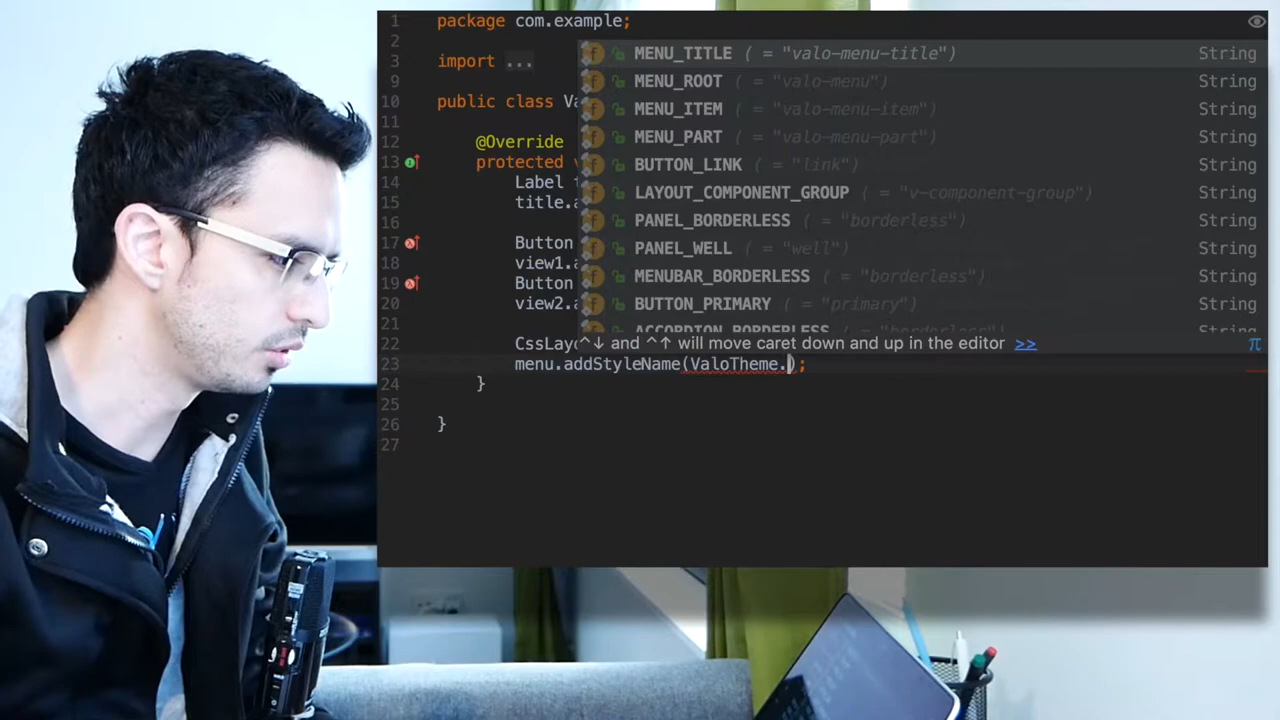 1 package com.example;
2 MENU_TITLE ( = "valo-menu-title") String
3 import ...
9 MENU_ROOT ( = "valo-menu") String
10 public class Va MENU_ITEM ( = "valo-menu-item") String
11
12 @Override MENU_PART ( = "valo-menu-part") String
13 protected BUTTON_LINK ( = "link") String
14 Label LAYOUT_COMPONENT_GROUP ( = "v-component-group") String
15 title.a
16 PANEL_BORDERLESS ( = "borderless") String
17 Button PANEL_WELL ( = "well") String
18 view1.a MENUBAR_BORDERLESS ( = "borderless") String
19 Button
20 view2.a BUTTON_PRIMARY ( = "primary") String
21 ACCORDION_BORDERLESS ( = "borderless") String
22 CssLayo ^↓ and ^↑ will move caret down and up in the editor >> π
23 menu.addStyleName(ValoTheme.);
24 }
25
26 }
27